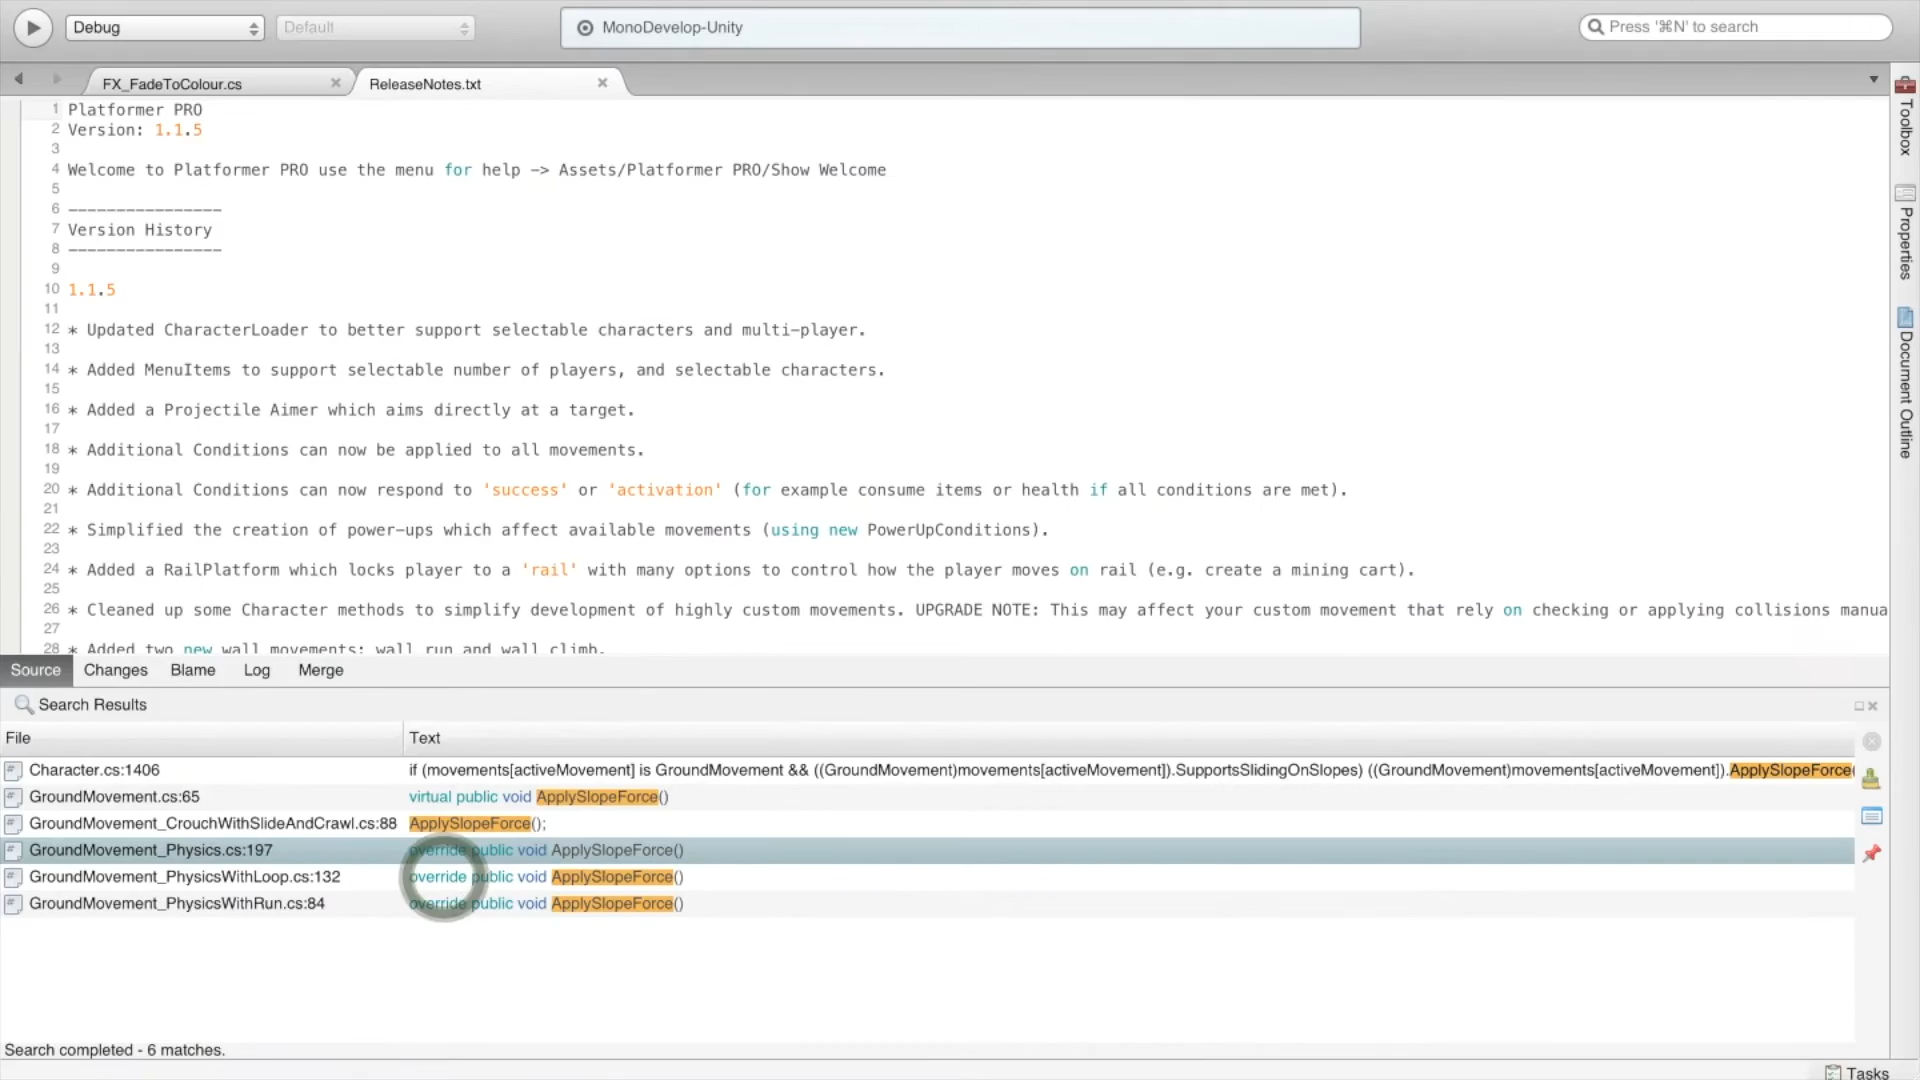 Debug
Default
MonoDevelop-Unity
Press '⌘N' to search
FX_FadeToColour.cs
ReleaseNotes.txt
1 Platformer PRO
2 Version: 1.1.5
3
4 Welcome to Platformer PRO use the menu for help -> Assets/Platformer PRO/Show Welcome
5
6 ----------------
7 Version History
8 ----------------
9
10 1.1.5
11
12 * Updated CharacterLoader to better support selectable characters and multi-player.
13
14 * Added MenuItems to support selectable number of players, and selectable characters.
15
16 * Added a Projectile Aimer which aims directly at a target.
17
18 * Additional Conditions can now be applied to all movements.
19
20 * Additional Conditions can now respond to 'success' or 'activation' (for example consume items or health if all conditions are met).
21
22 * Simplified the creation of power-ups which affect available movements (using new PowerUpConditions).
23
24 * Added a RailPlatform which locks player to a 'rail' with many options to control how the player moves on rail (e.g. create a mining cart).
25
26 * Cleaned up some Character methods to simplify development of highly custom movements. UPGRADE NOTE: This may affect your custom movement that rely on checking or applying collisions manua
27
28 * Added two new wall movements: wall run and wall climb.
Toolbox
Properties
Document Outline
Source Changes Blame Log Merge
Search Results
File Text
Character.cs:1406 if (movements[activeMovement] is GroundMovement && ((GroundMovement)movements[activeMovement]).SupportsSlidingOnSlopes) ((GroundMovement)movements[activeMovement]).ApplySlopeForce(
GroundMovement.cs:65 virtual public void ApplySlopeForce()
GroundMovement_CrouchWithSlideAndCrawl.cs:88 ApplySlopeForce();
GroundMovement_Physics.cs:197 override public void ApplySlopeForce()
GroundMovement_PhysicsWithLoop.cs:132 override public void ApplySlopeForce()
GroundMovement_PhysicsWithRun.cs:84 override public void ApplySlopeForce()
Search completed - 6 matches.
Tasks